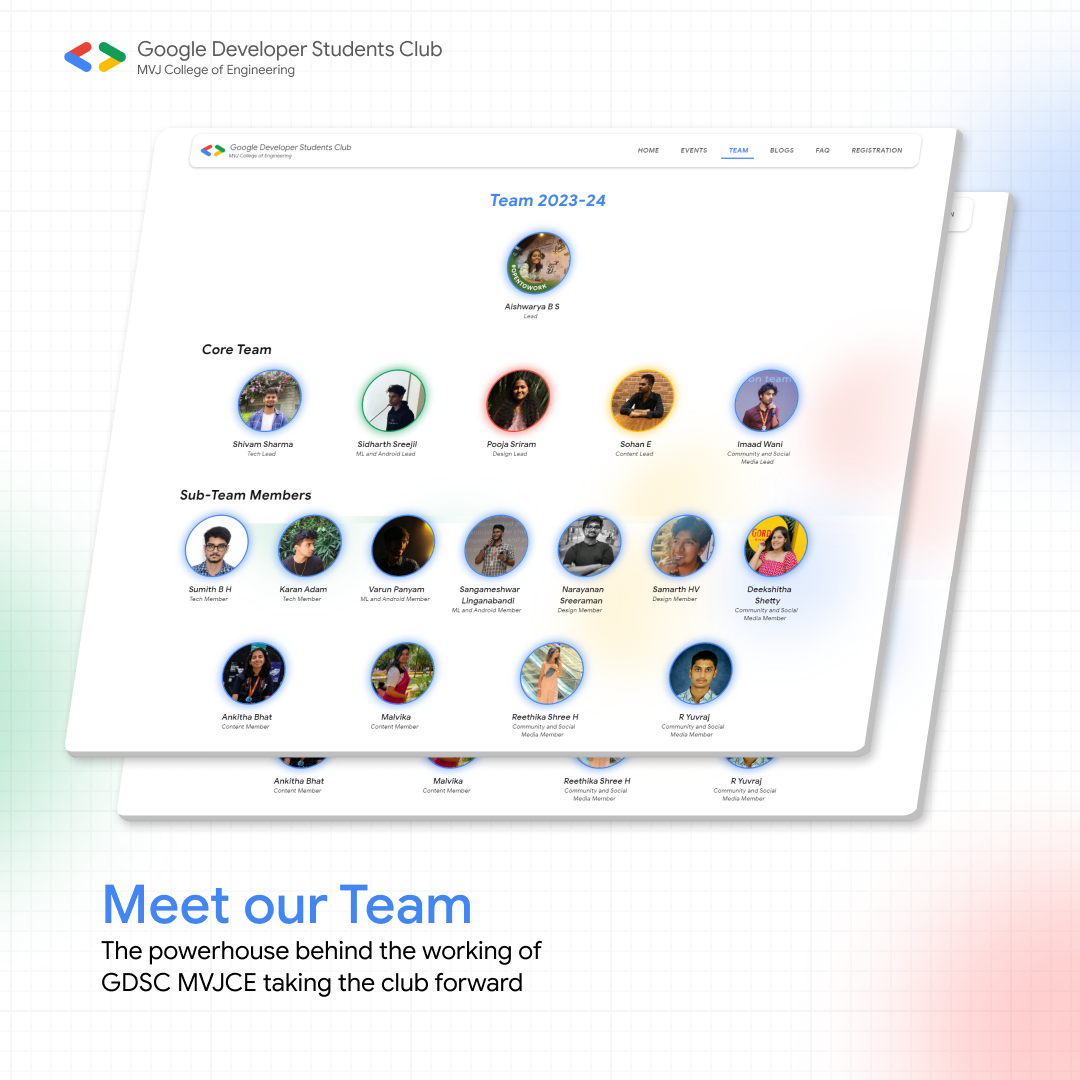 Google Developer Students Club
MVJ College of Engineering
Google Developer Students Club
MVJ College of Engineering
HOME EVENTS TEAM BLOGS FAQ REGISTRATION
N
Team 2023-24
#OPENTOWORK
Aishwarya B S
Lead
Core Team
on team
Shivam Sharma Sidharth Sreejil Pooja Sriram Sohan E Imaad Wani
Tech Lead ML and Android Lead Design Lead Content Lead Community and Social
Media Lead
Sub-Team Members
GORG
Sumith B H Karan Adam Varun Panyam Sangameshwar Narayanan Samarth HV Deekshitha
Tech Member Tech Member ML and Android Member Linganabandi Sreeraman Design Member Shetty
ML and Android Member Design Member Community and Social
Media Member
Ankitha Bhat Malvika Reethika Shree H R Yuvraj
Content Member Content Member Community and Social Community and Social
Media Member Media Member
Ankitha Bhat Malvika Reethika Shree H R Yuvraj
Content Member Content Member Community and Social Community and Social
Media Member Media Member
Meet our Team
The powerhouse behind the working of
GDSC MVJCE taking the club forward